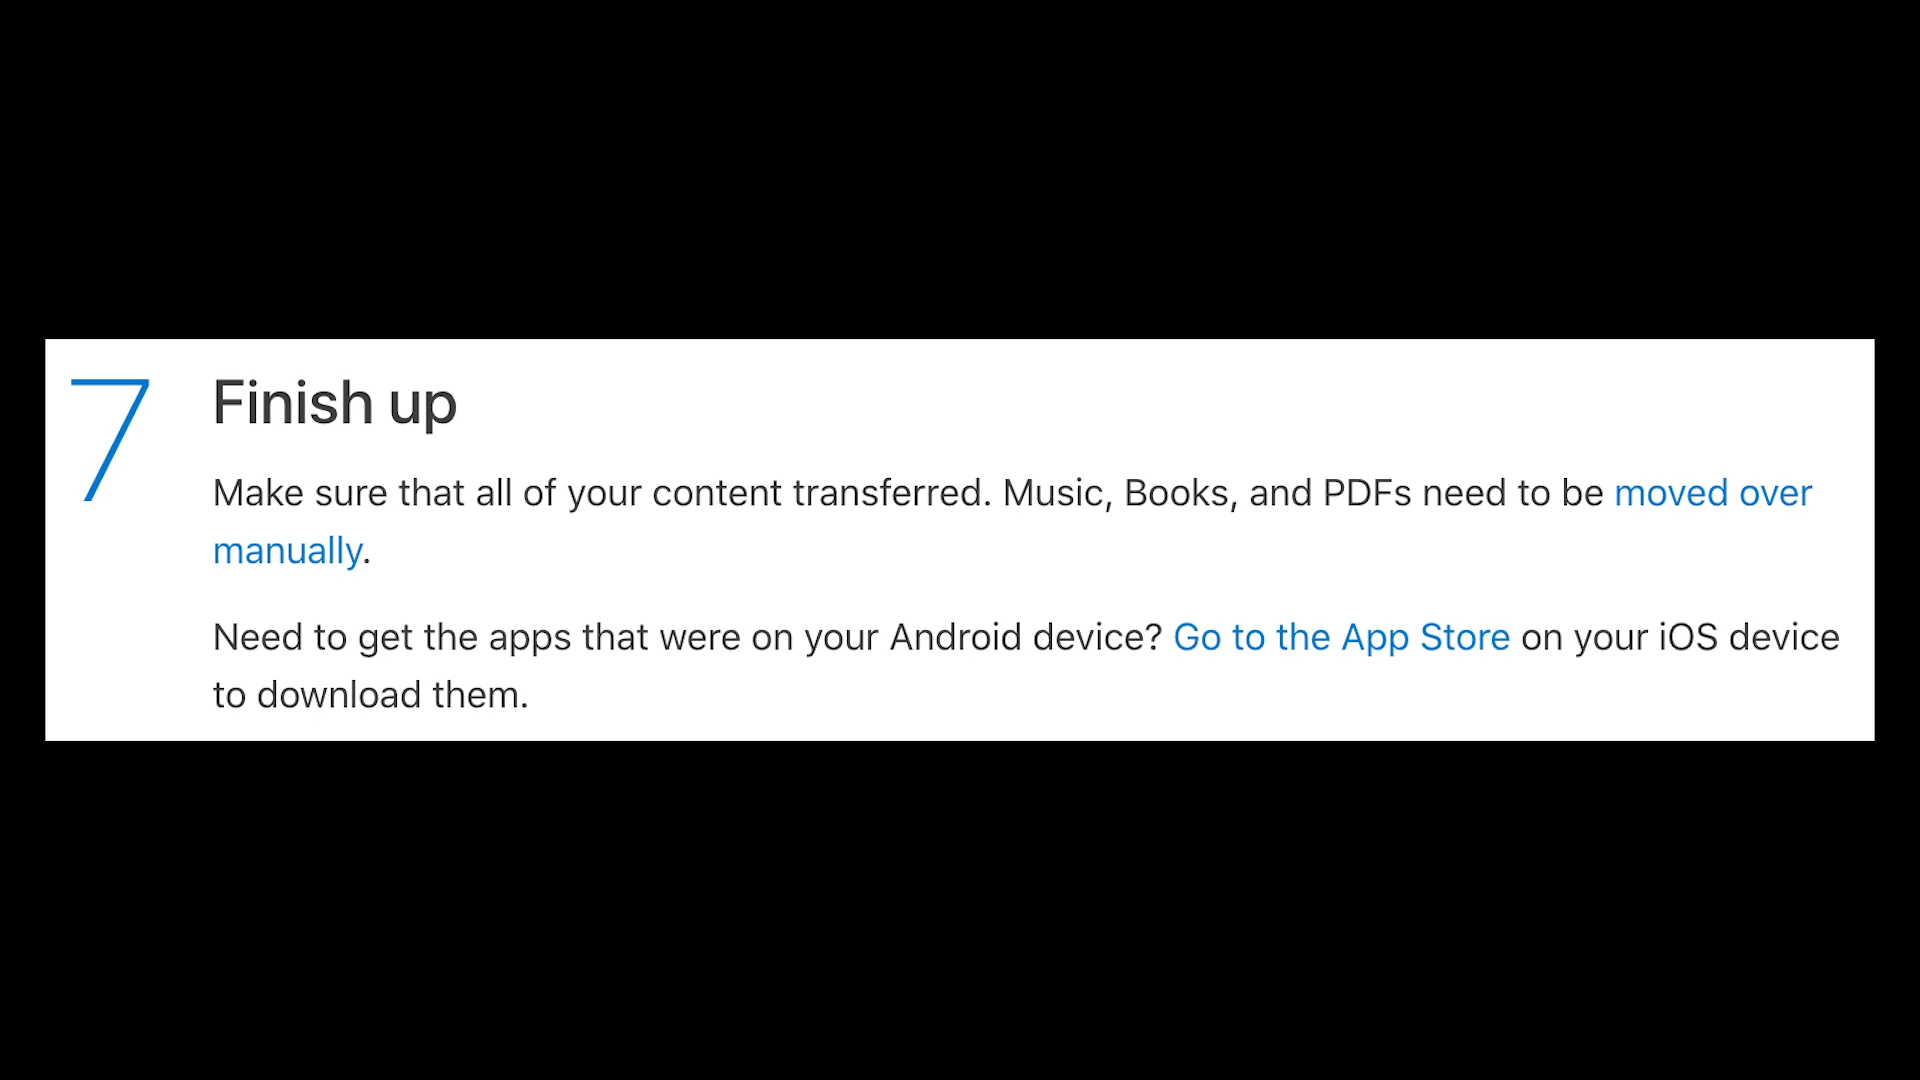 7
Finish up
Make sure that all of your content transferred. Music, Books, and PDFs need to be moved over
manually.
Need to get the apps that were on your Android device? Go to the App Store on your iOS device
to download them.